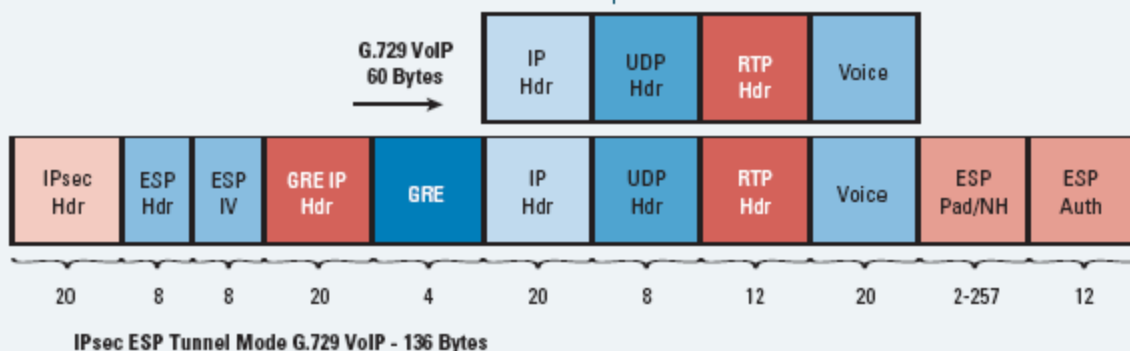 G.729 VoIP
60 Bytes
IP
Hdr
UDP
Hdr
RTP
Hdr
Voice
IPsec
Hdr
ESP
Hdr
ESP
IV
GRE IP
Hdr
GRE
IP
Hdr
UDP
Hdr
RTP
Hdr
Voice
ESP
Pad/NH
ESP
Auth
20 8 8 20 4 20 8 12 20 2-257 12
IPsec ESP Tunnel Mode G.729 VoIP - 136 Bytes